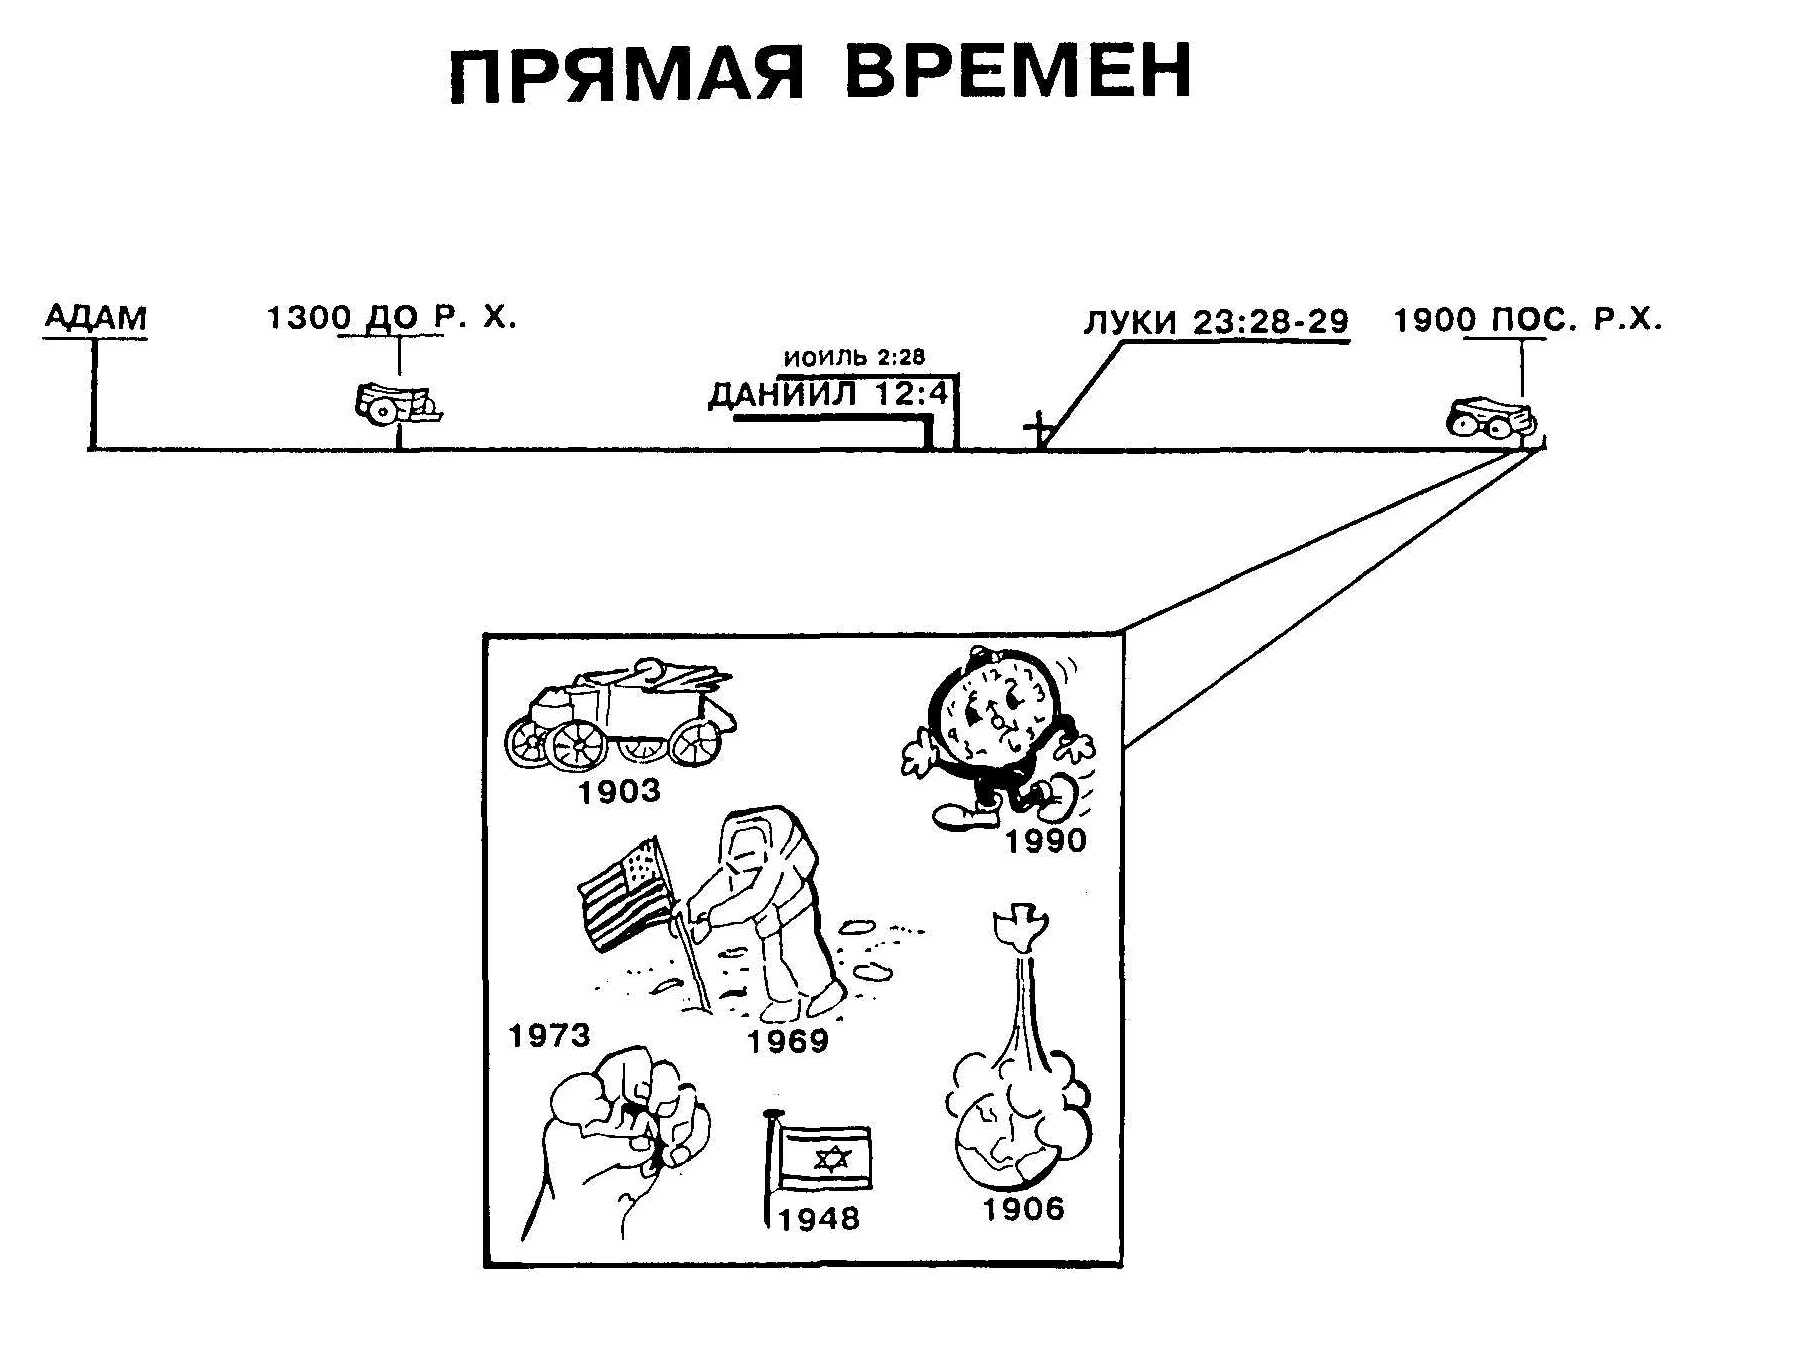 ПРЯМАЯ ВРЕМЕН
АДАМ
1300 ДО Р. Х.
ИОИЛЬ 2:28
ДАНИИЛ 12:4
ЛУКИ 23:28-29
1900 ПОС. Р.Х.
1903
1990
1973
1969
1948
1906